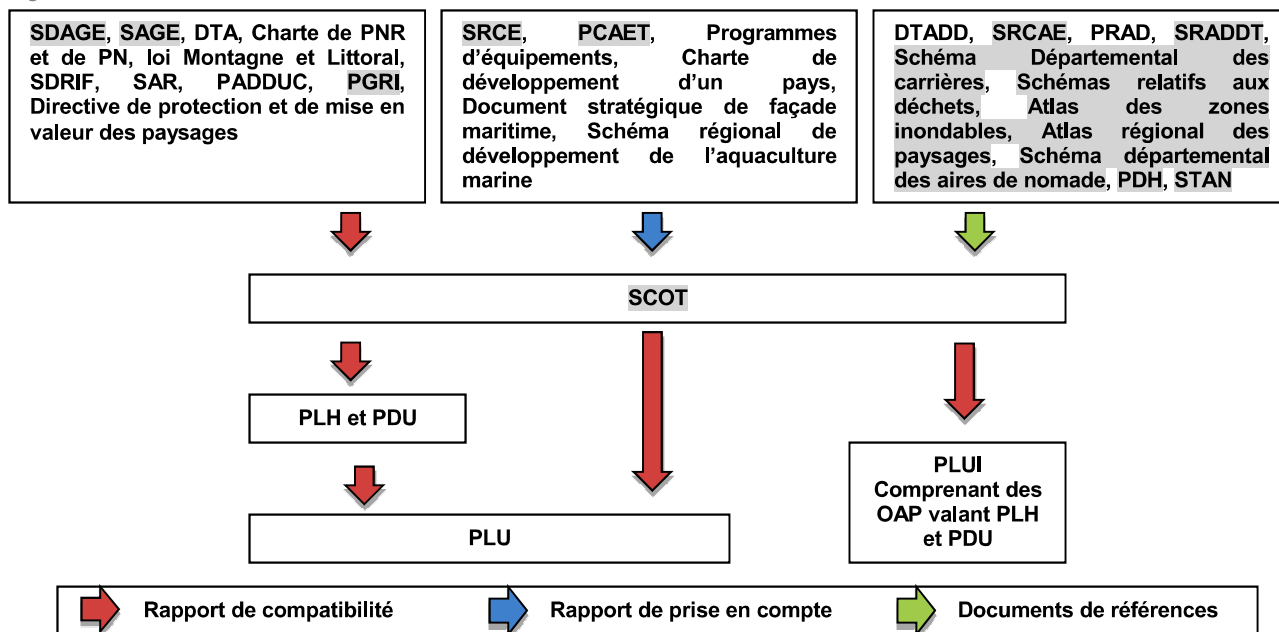 SDAGE, SAGE, DTA, Charte de PNR
et de PN, loi Montagne et Littoral,
SDRIF, SAR, PADDUC, PGRI,
Directive de protection et de mise en
valeur des paysages
SRCE, PCAET, Programmes
d'équipements, Charte de
développement d'un pays,
Document stratégique de façade
maritime, Schéma régional de
développement de l'aquaculture
marine
DTADD, SRCAE, PRAD, SRADDT,
Schéma Départemental des
carrières, Schémas relatifs aux
déchets, Atlas des zones
inondables, Atlas régional des
paysages, Schéma départemental
des aires de nomade, PDH, STAN
SCOT
PLH et PDU
PLU
PLUI
Comprenant des
OAP valant PLH
et PDU
Rapport de compatibilité
Rapport de prise en compte
Documents de références